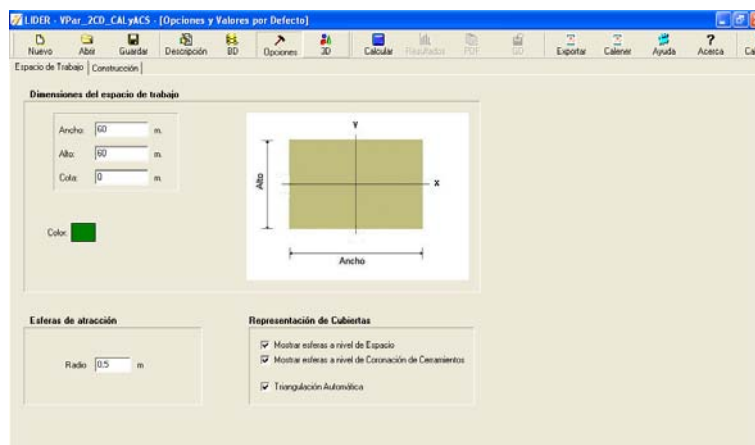 LIDER - VPar_2CD_CALyACS - [Opciones y Valores por Defecto]
Nuevo Abrir Guardar Descripción BD Opciones 3D Calcular Resultados PDF GD Exportar Calener Ayuda Acerca
Espacio de Trabajo Construcción
Dimensiones del espacio de trabajo
Ancho: 60 m.
Alto: 60 m.
Cota: 0 m.
Color:
Y
X
Alto
Ancho
Esferas de atracción
Radio 0.5 m
Representación de Cubiertas
Mostrar esferas a nivel de Espacio
Mostrar esferas a nivel de Coronación de Cerramientos
Triangulación Automática